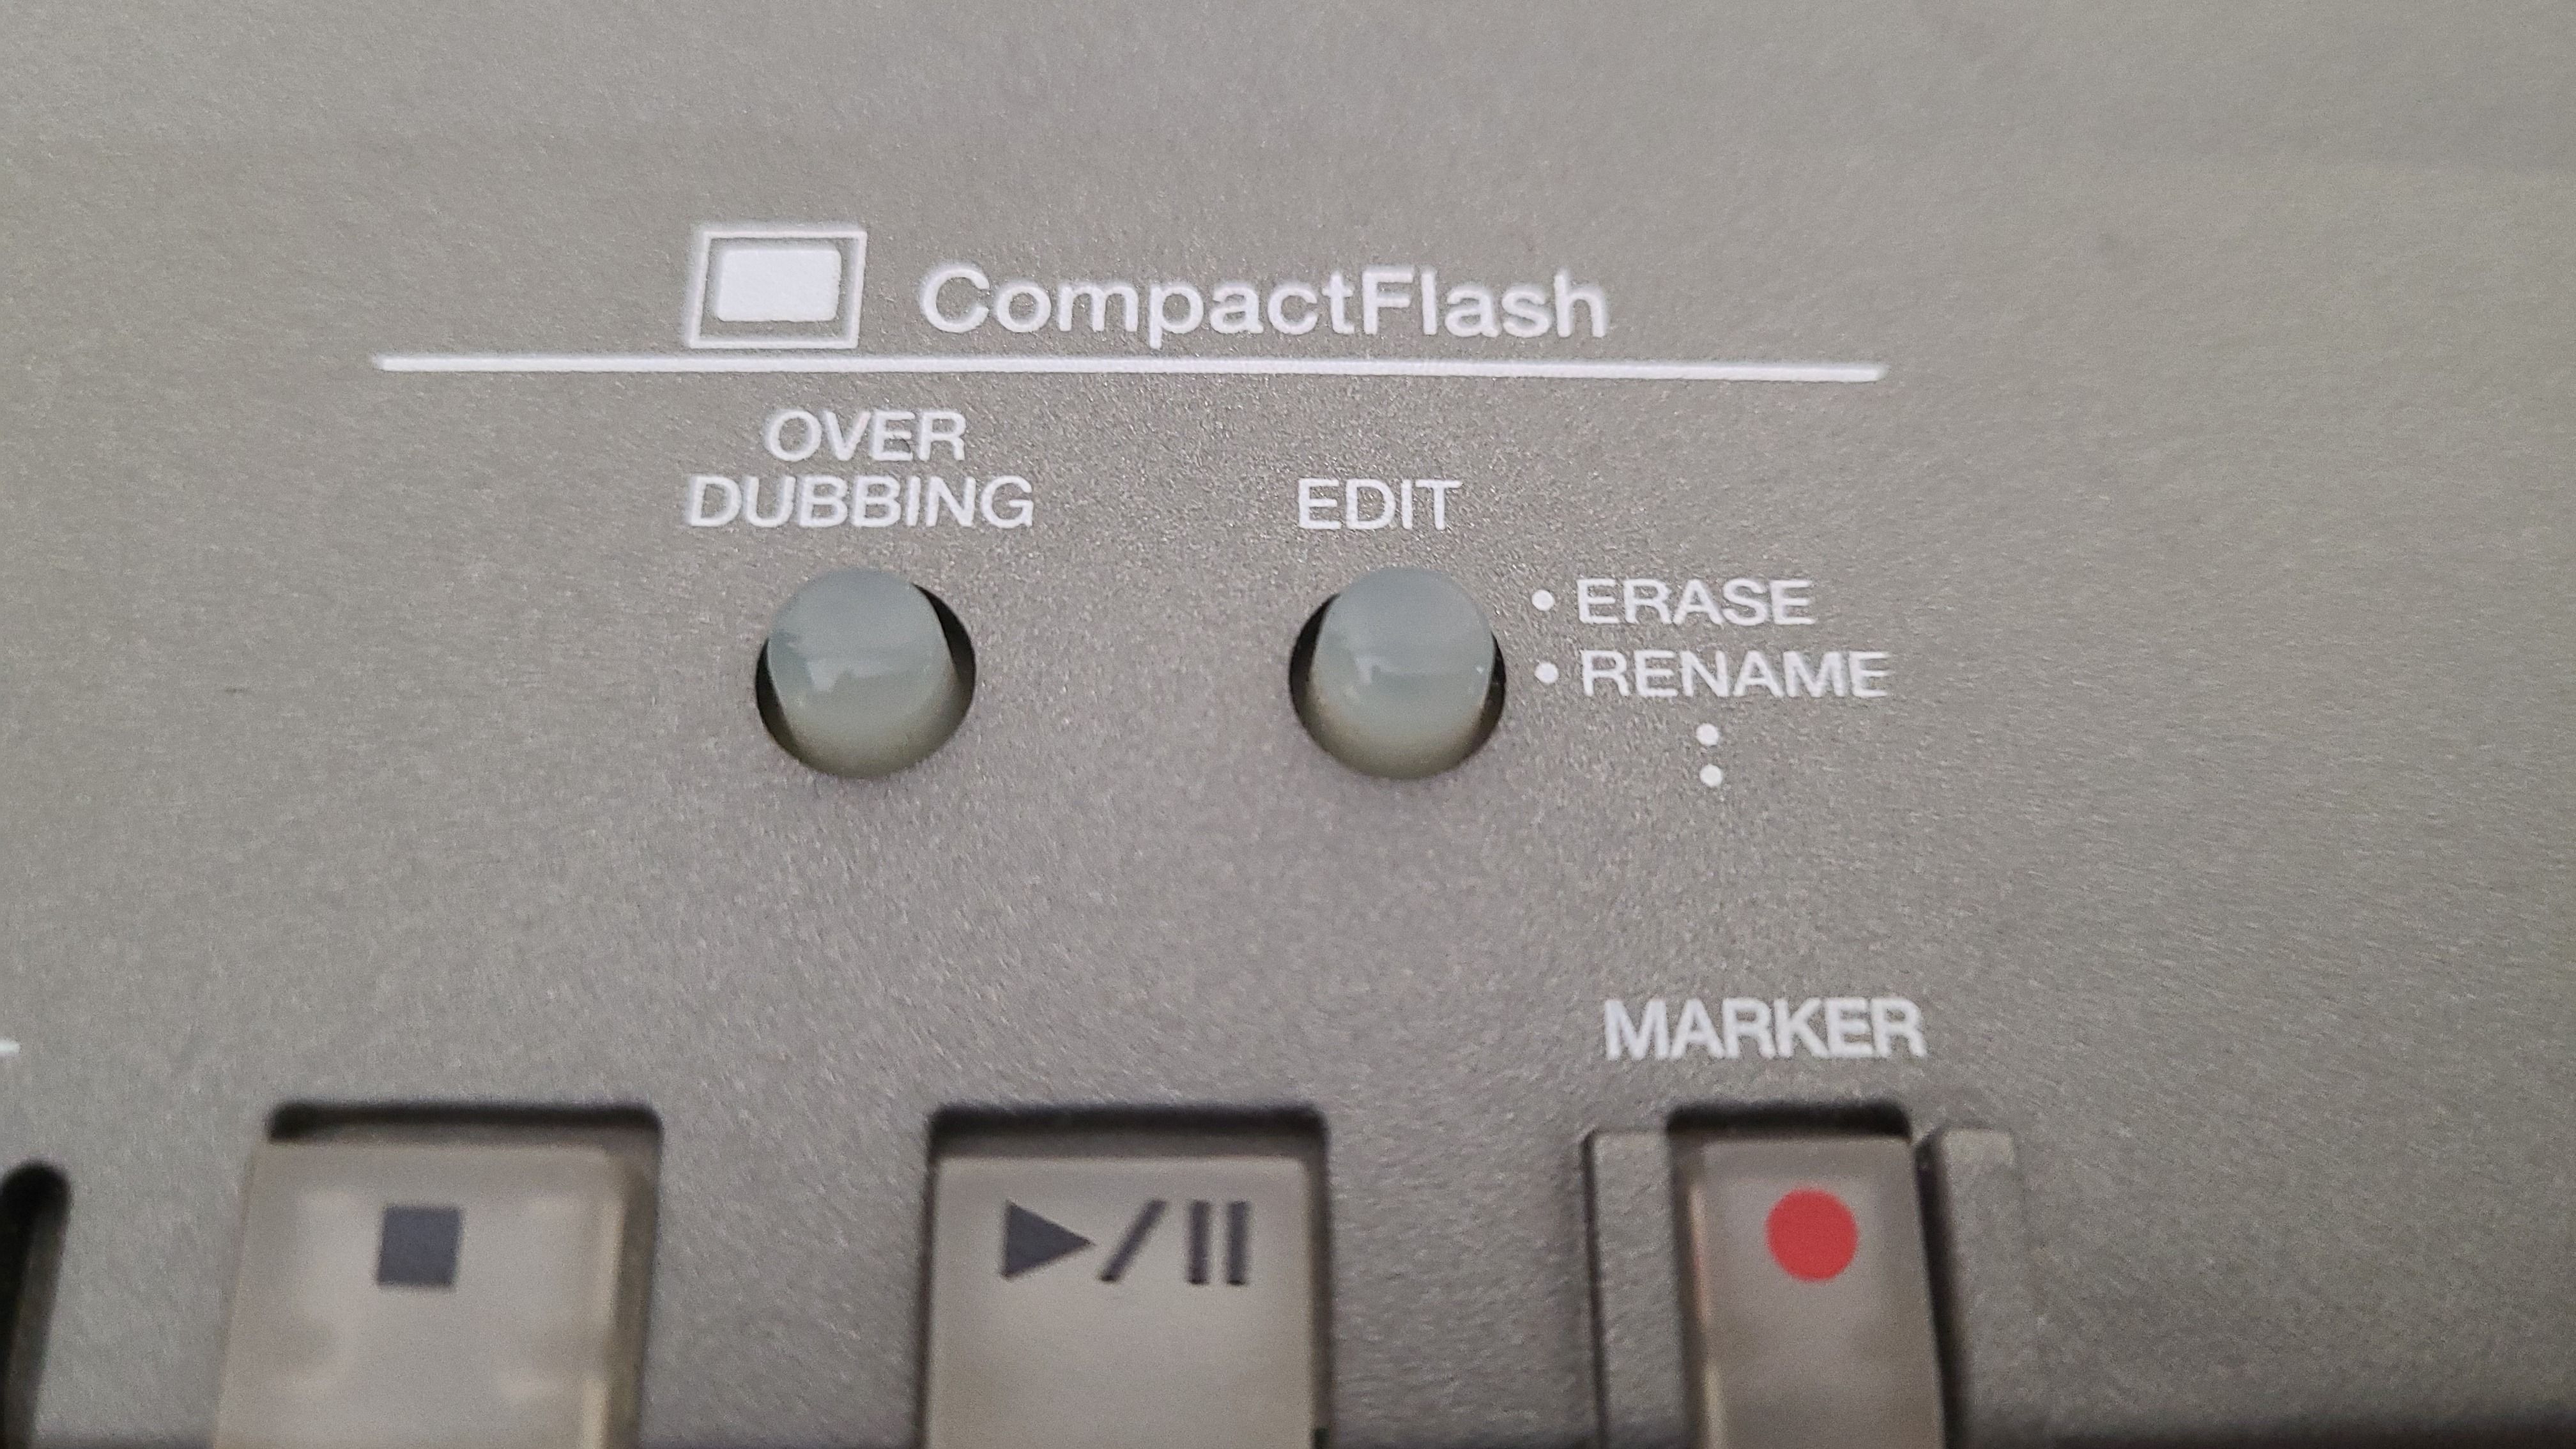 CompactFlash
OVER
DUBBING
EDIT
• ERASE
• RENAME
MARKER